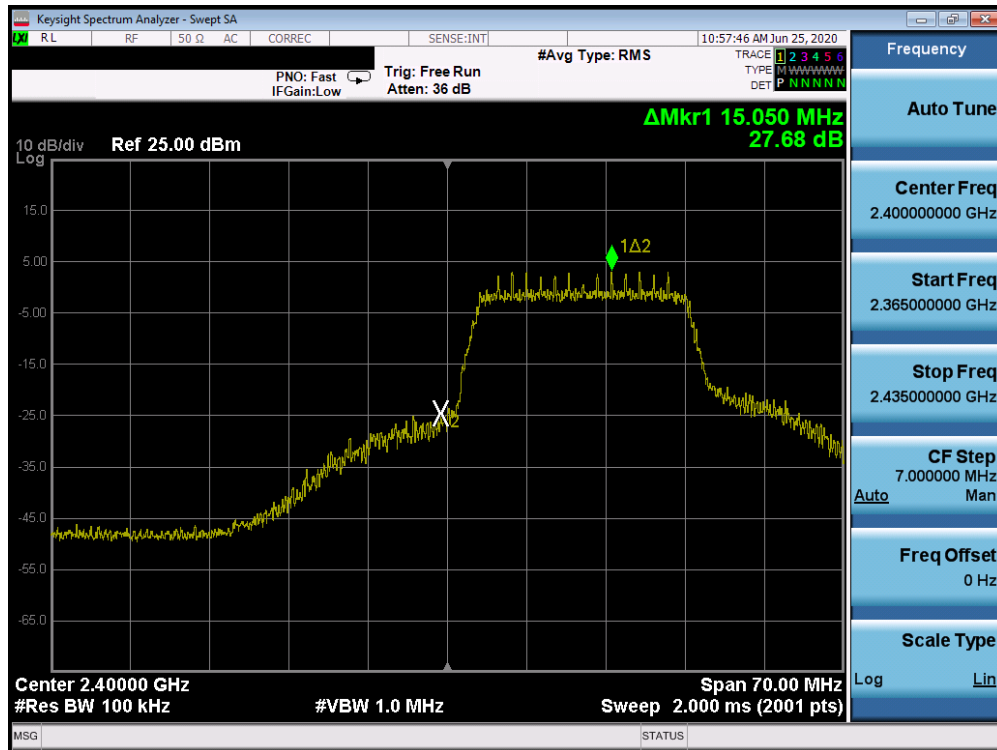 Keysight Spectrum Analyzer - Swept SA
LXI RL RF 50 Ω AC CORREC SENSE:INT 10:57:46 AM Jun 25, 2020
PNO: Fast
IFGain:Low
Trig: Free Run
Atten: 36 dB
#Avg Type: RMS
TRACE 1 2 3 4 5 6
TYPE M W W W W W
DET P N N N N N
ΔMkr1 15.050 MHz
27.68 dB
10 dB/div
Log
Ref 25.00 dBm
15.0
5.00
-5.00
-15.0
-25.0
-35.0
-45.0
-55.0
-65.0
1Δ2
X2
Center 2.40000 GHz
Span 70.00 MHz
#Res BW 100 kHz
#VBW 1.0 MHz
Sweep 2.000 ms (2001 pts)
MSG
STATUS
Frequency
Auto Tune
Center Freq
2.400000000 GHz
Start Freq
2.365000000 GHz
Stop Freq
2.435000000 GHz
CF Step
7.000000 MHz
Auto Man
Freq Offset
0 Hz
Scale Type
Log Lin